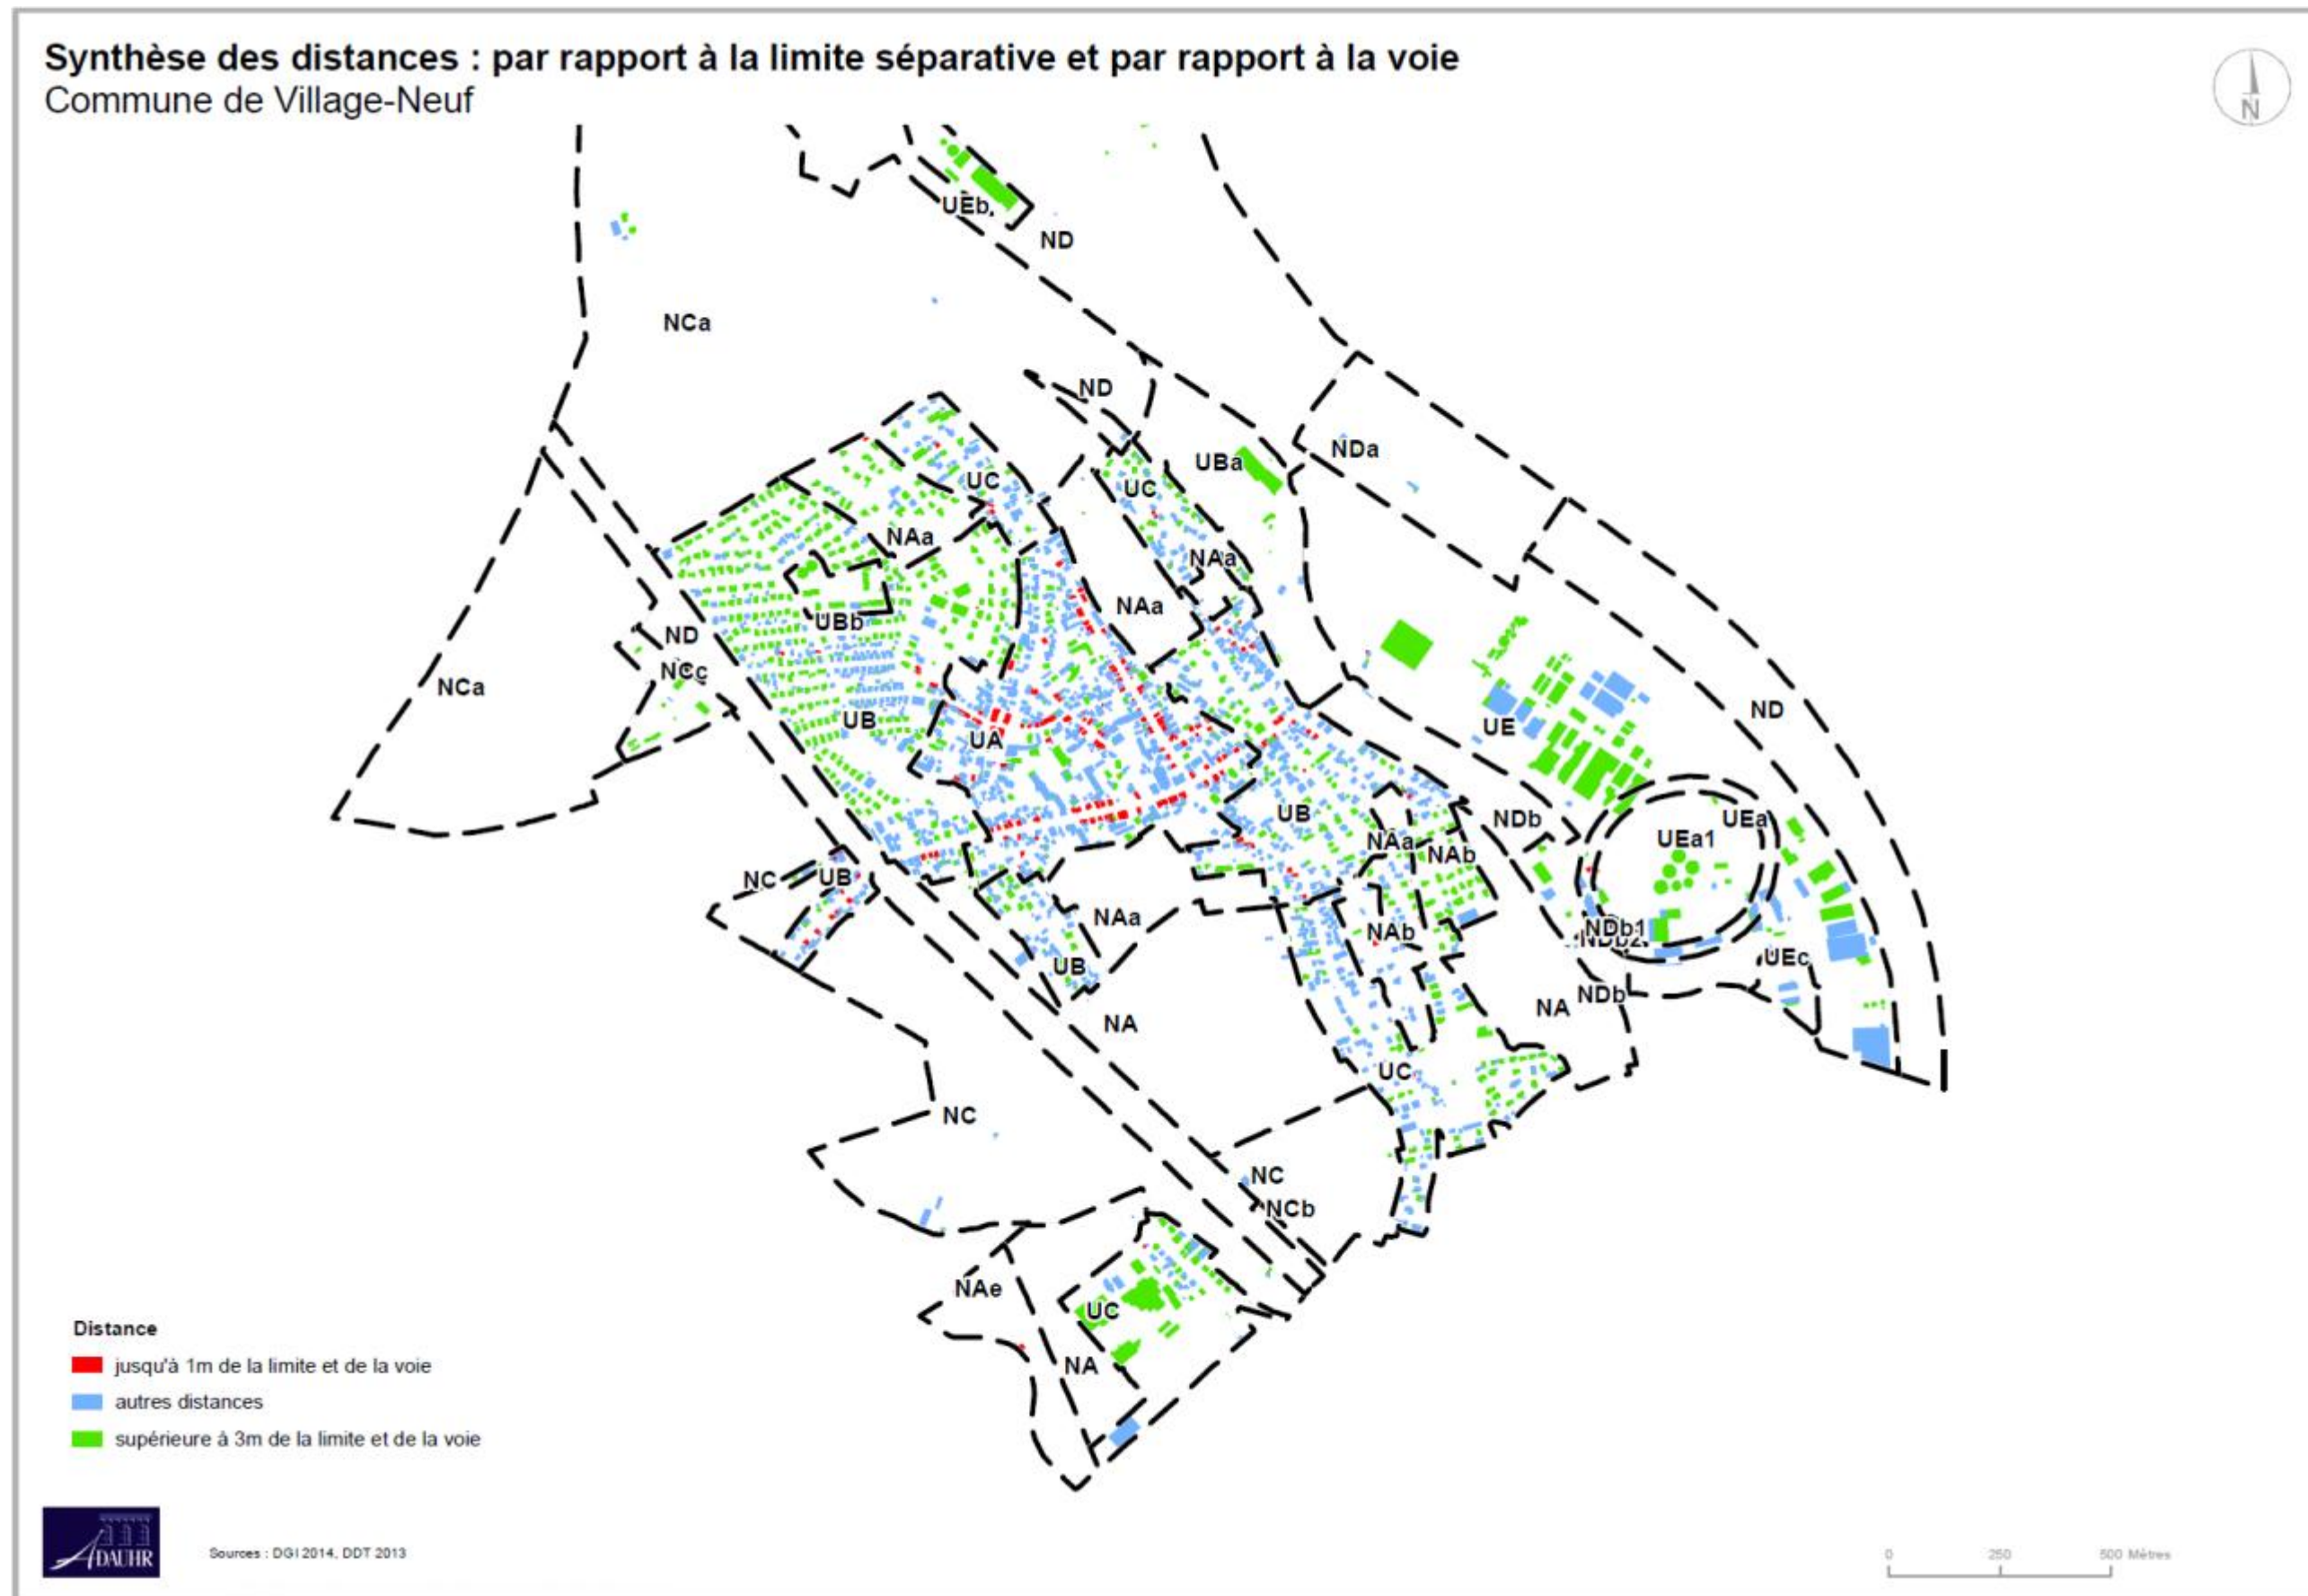 Synthèse des distances : par rapport à la limite séparative et par rapport à la voie
Commune de Village-Neuf
N
UEb
ND
NCa
ND
NDa
UBa
UC
UC
NAa
NAa
NAa
UBb
ND
NCc
NCa
UB
UA
UE
ND
UB
NDb
UEa
UEa1
NAa
NAb
NC
UB
NAa
NAb
NDb1
NDb2
UEc
UB
NDb
NA
NA
UC
NC
NC
NCb
NAe
UC
NA
Distance
jusqu'à 1m de la limite et de la voie
autres distances
supérieure à 3m de la limite et de la voie
ADAUHR
Sources : DGI 2014, DDT 2013
0 250 500 Mètres